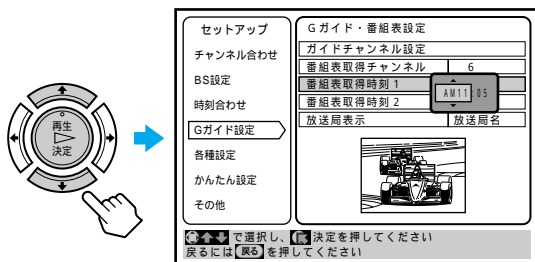 再生
決定
セットアップ
チャンネル合わせ
BS設定
時刻合わせ
Gガイド設定
各種設定
かんたん設定
その他
Gガイド・番組表設定
ガイドチャンネル設定
番組表取得チャンネル 6
番組表取得時刻1 AM11:05
番組表取得時刻2
放送局表示 放送局名
で選択し、 決定を押してください
戻るには 戻る を押してください